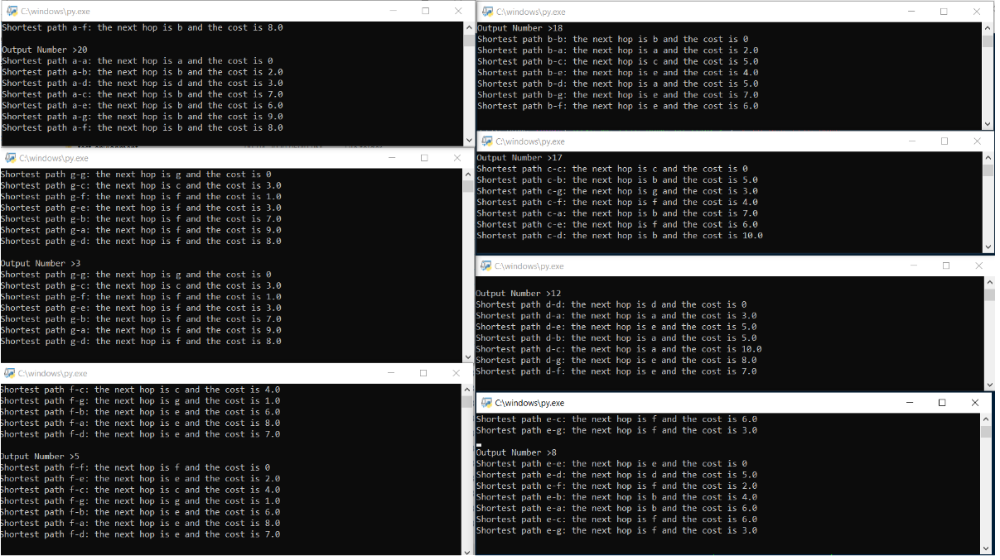 C:\windows\py.exe
Shortest path a-f: the next hop is b and the cost is 8.0
Output Number >20
Shortest path a-a: the next hop is a and the cost is 0
Shortest path a-b: the next hop is b and the cost is 2.0
Shortest path a-d: the next hop is d and the cost is 3.0
Shortest path a-c: the next hop is b and the cost is 7.0
Shortest path a-e: the next hop is b and the cost is 6.0
Shortest path a-g: the next hop is b and the cost is 9.0
Shortest path a-f: the next hop is b and the cost is 8.0
C:\windows\py.exe
Shortest path g-g: the next hop is g and the cost is 0
Shortest path g-c: the next hop is c and the cost is 3.0
Shortest path g-f: the next hop is f and the cost is 1.0
Shortest path g-e: the next hop is f and the cost is 3.0
Shortest path g-b: the next hop is f and the cost is 7.0
Shortest path g-a: the next hop is f and the cost is 9.0
Shortest path g-d: the next hop is f and the cost is 8.0
Output Number >3
Shortest path g-g: the next hop is g and the cost is 0
Shortest path g-c: the next hop is c and the cost is 3.0
Shortest path g-f: the next hop is f and the cost is 1.0
Shortest path g-e: the next hop is f and the cost is 3.0
Shortest path g-b: the next hop is f and the cost is 7.0
Shortest path g-a: the next hop is f and the cost is 9.0
Shortest path g-d: the next hop is f and the cost is 8.0
C:\windows\py.exe
Shortest path f-c: the next hop is c and the cost is 4.0
Shortest path f-g: the next hop is g and the cost is 1.0
Shortest path f-b: the next hop is e and the cost is 6.0
Shortest path f-a: the next hop is e and the cost is 8.0
Shortest path f-d: the next hop is e and the cost is 7.0
Output Number >5
Shortest path f-f: the next hop is f and the cost is 0
Shortest path f-e: the next hop is e and the cost is 2.0
Shortest path f-c: the next hop is c and the cost is 4.0
Shortest path f-g: the next hop is g and the cost is 1.0
Shortest path f-b: the next hop is e and the cost is 6.0
Shortest path f-a: the next hop is e and the cost is 8.0
Shortest path f-d: the next hop is e and the cost is 7.0
C:\windows\py.exe
Output Number >18
Shortest path b-b: the next hop is b and the cost is 0
Shortest path b-a: the next hop is a and the cost is 2.0
Shortest path b-c: the next hop is c and the cost is 5.0
Shortest path b-e: the next hop is e and the cost is 4.0
Shortest path b-d: the next hop is a and the cost is 5.0
Shortest path b-g: the next hop is e and the cost is 7.0
Shortest path b-f: the next hop is e and the cost is 6.0
C:\windows\py.exe
Output Number >17
Shortest path c-c: the next hop is c and the cost is 0
Shortest path c-b: the next hop is b and the cost is 5.0
Shortest path c-g: the next hop is g and the cost is 3.0
Shortest path c-f: the next hop is f and the cost is 4.0
Shortest path c-a: the next hop is b and the cost is 7.0
Shortest path c-e: the next hop is f and the cost is 6.0
Shortest path c-d: the next hop is b and the cost is 10.0
C:\windows\py.exe
Output Number >12
Shortest path d-d: the next hop is d and the cost is 0
Shortest path d-a: the next hop is a and the cost is 3.0
Shortest path d-e: the next hop is e and the cost is 5.0
Shortest path d-b: the next hop is a and the cost is 5.0
Shortest path d-c: the next hop is a and the cost is 10.0
Shortest path d-g: the next hop is e and the cost is 8.0
Shortest path d-f: the next hop is e and the cost is 7.0
C:\windows\py.exe
Shortest path e-c: the next hop is f and the cost is 6.0
Shortest path e-g: the next hop is f and the cost is 3.0
Output Number >8
Shortest path e-e: the next hop is e and the cost is 0
Shortest path e-d: the next hop is d and the cost is 5.0
Shortest path e-f: the next hop is f and the cost is 2.0
Shortest path e-b: the next hop is b and the cost is 4.0
Shortest path e-a: the next hop is b and the cost is 6.0
Shortest path e-c: the next hop is f and the cost is 6.0
Shortest path e-g: the next hop is f and the cost is 3.0